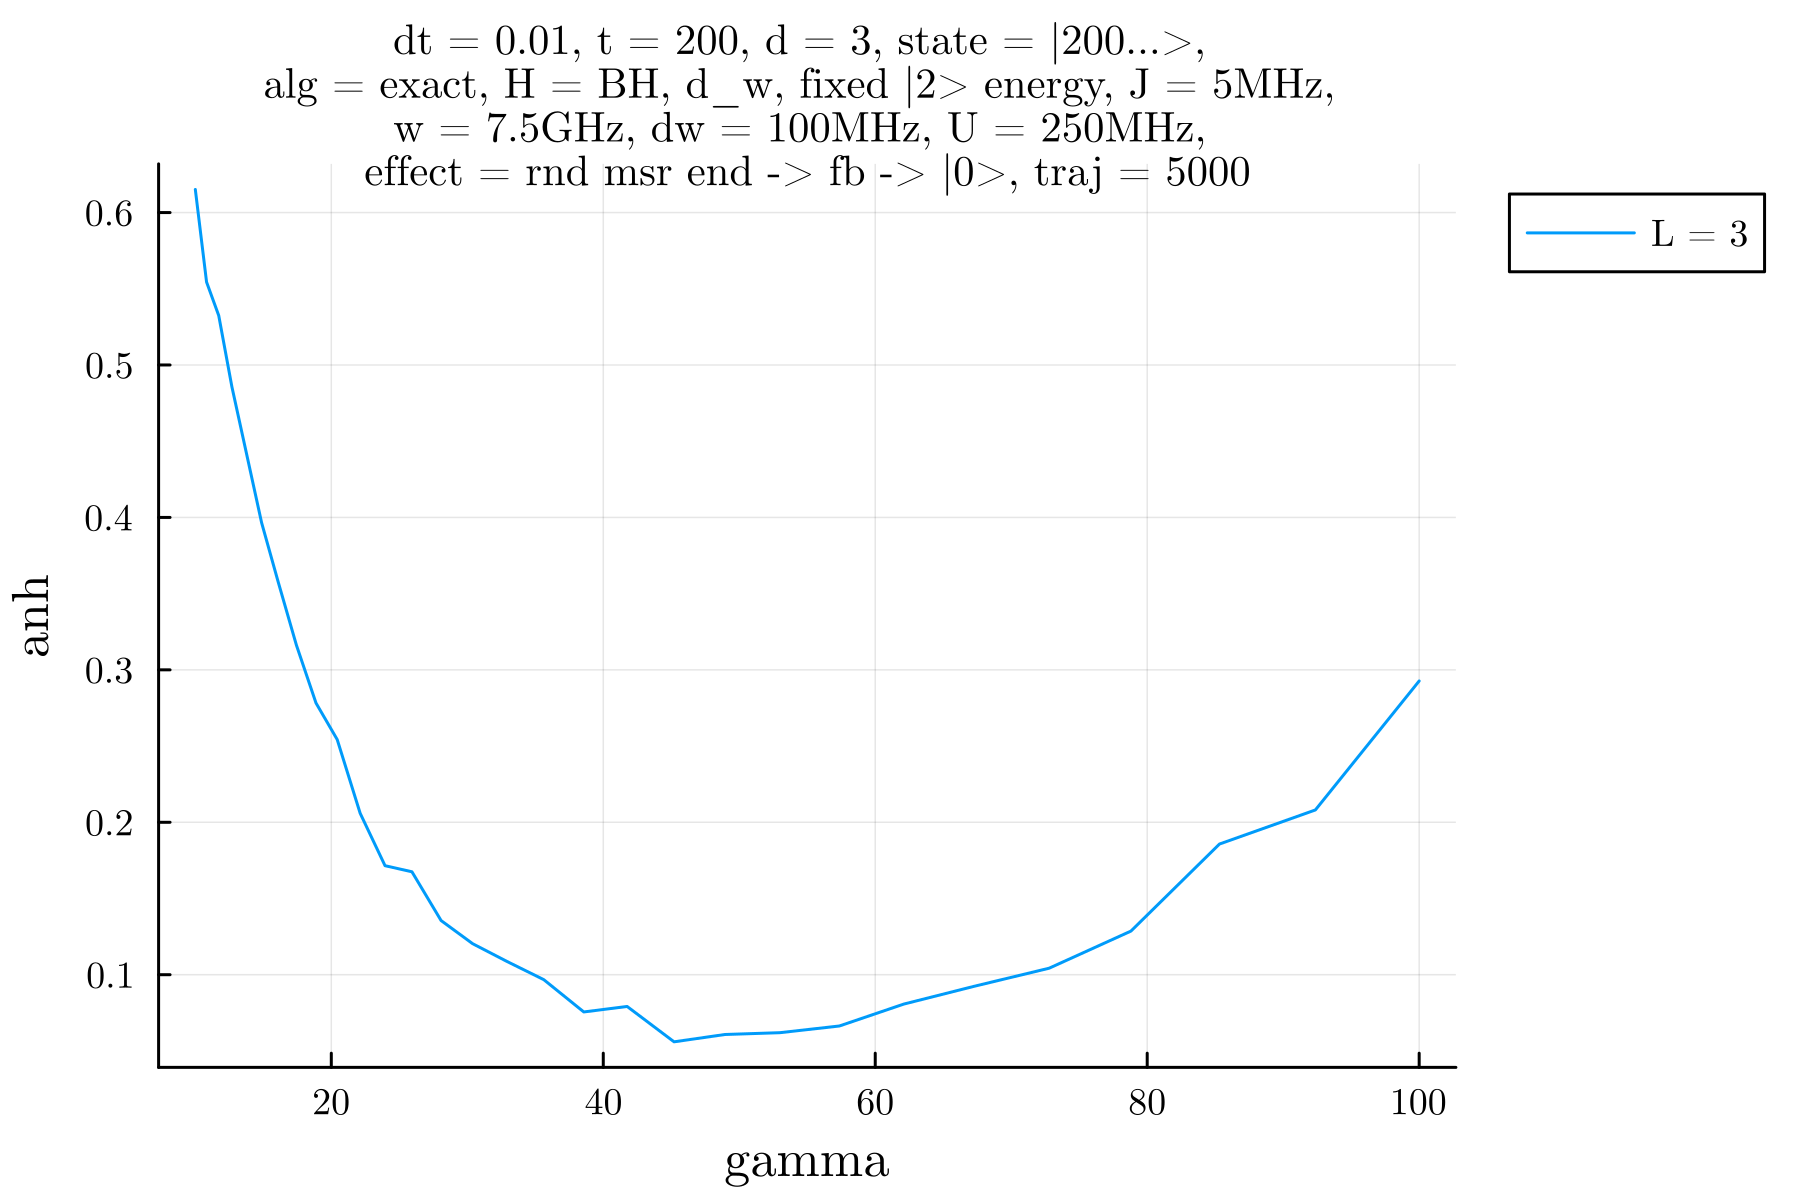 dt = 0.01, t = 200, d = 3, state = |200...>,
alg = exact, H = BH, d_w, fixed |2> energy, J = 5MHz,
w = 7.5GHz, dw = 100MHz, U = 250MHz,
effect = rnd msr end -> fb -> |0>, traj = 5000
L = 3
0.6
0.5
0.4
0.3
0.2
0.1
anh
20 40 60 80 100
gamma